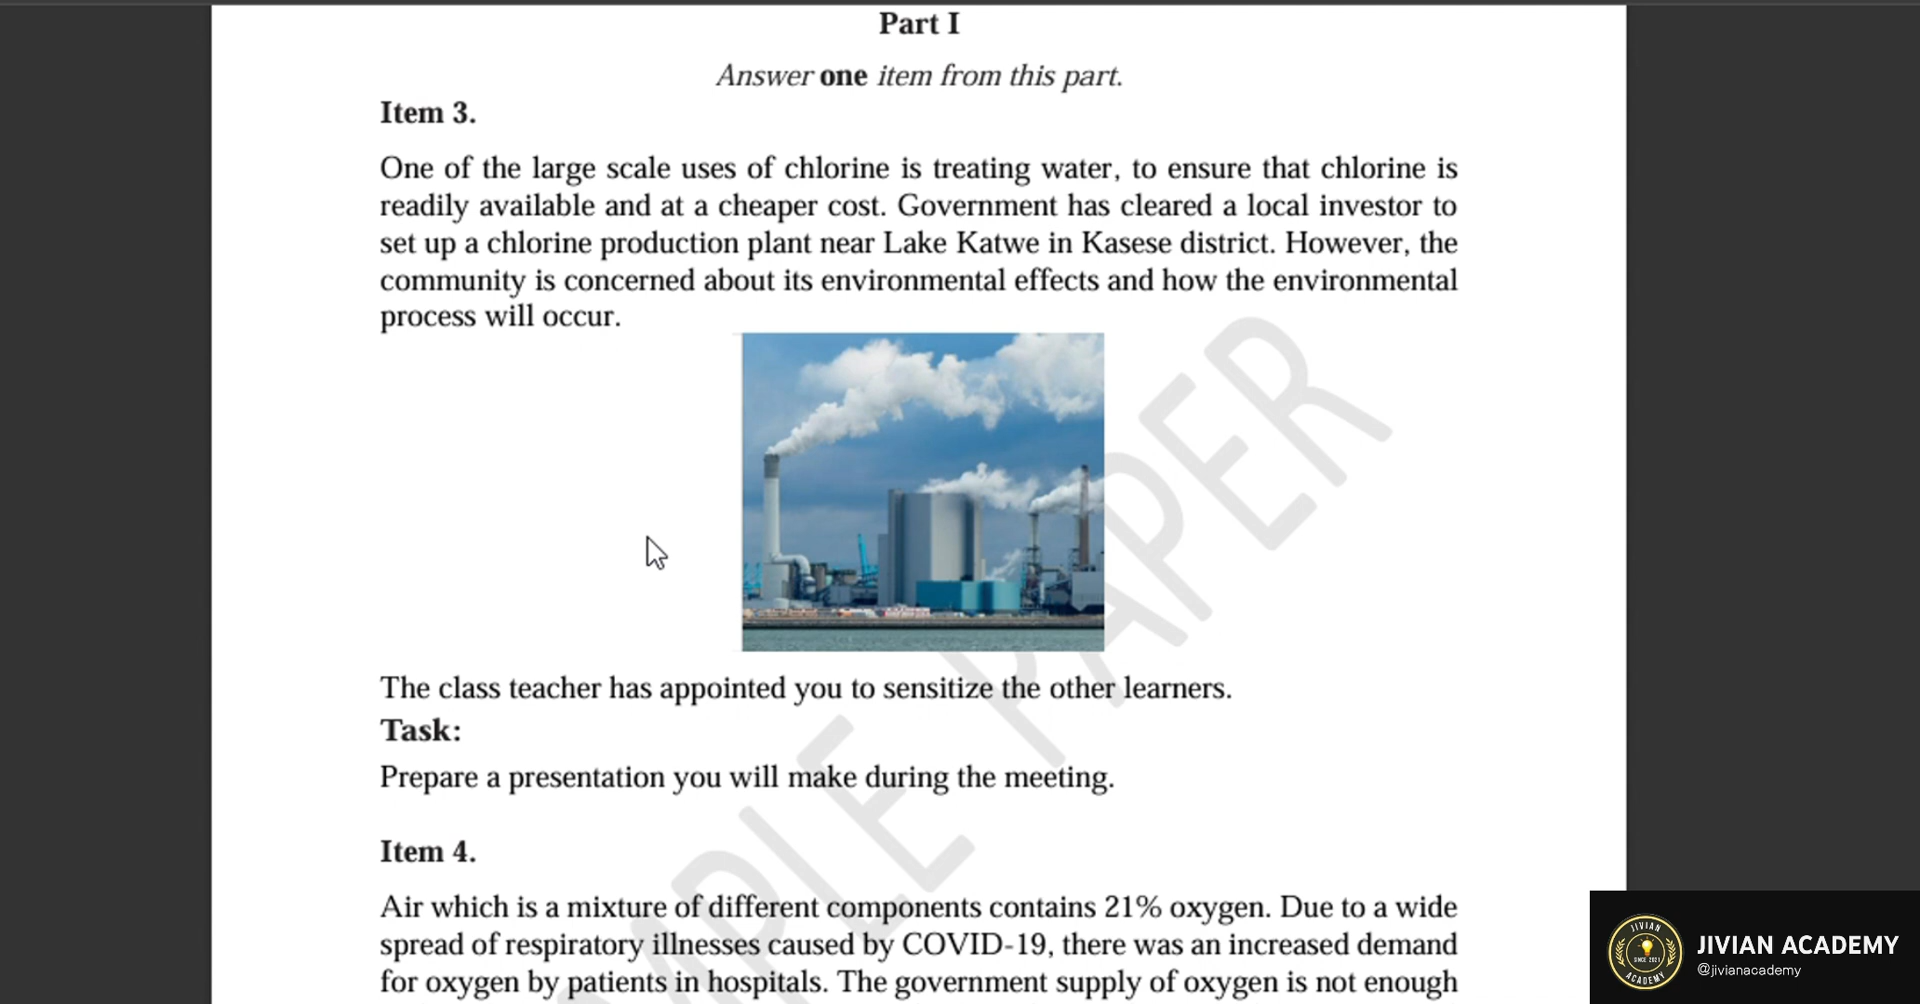 Part I
Answer one item from this part.
Item 3.
One of the large scale uses of chlorine is treating water, to ensure that chlorine is
readily available and at a cheaper cost. Government has cleared a local investor to
set up a chlorine production plant near Lake Katwe in Kasese district. However, the
community is concerned about its environmental effects and how the environmental
process will occur.
The class teacher has appointed you to sensitize the other learners.
Task:
Prepare a presentation you will make during the meeting.
Item 4.
Air which is a mixture of different components contains 21% oxygen. Due to a wide
spread of respiratory illnesses caused by COVID-19, there was an increased demand
for oxygen by patients in hospitals. The government supply of oxygen is not enough
MPLE PAPER
JIVIAN
SINCE 2021
ACADEMY
JIVIAN ACADEMY
@jivianacademy